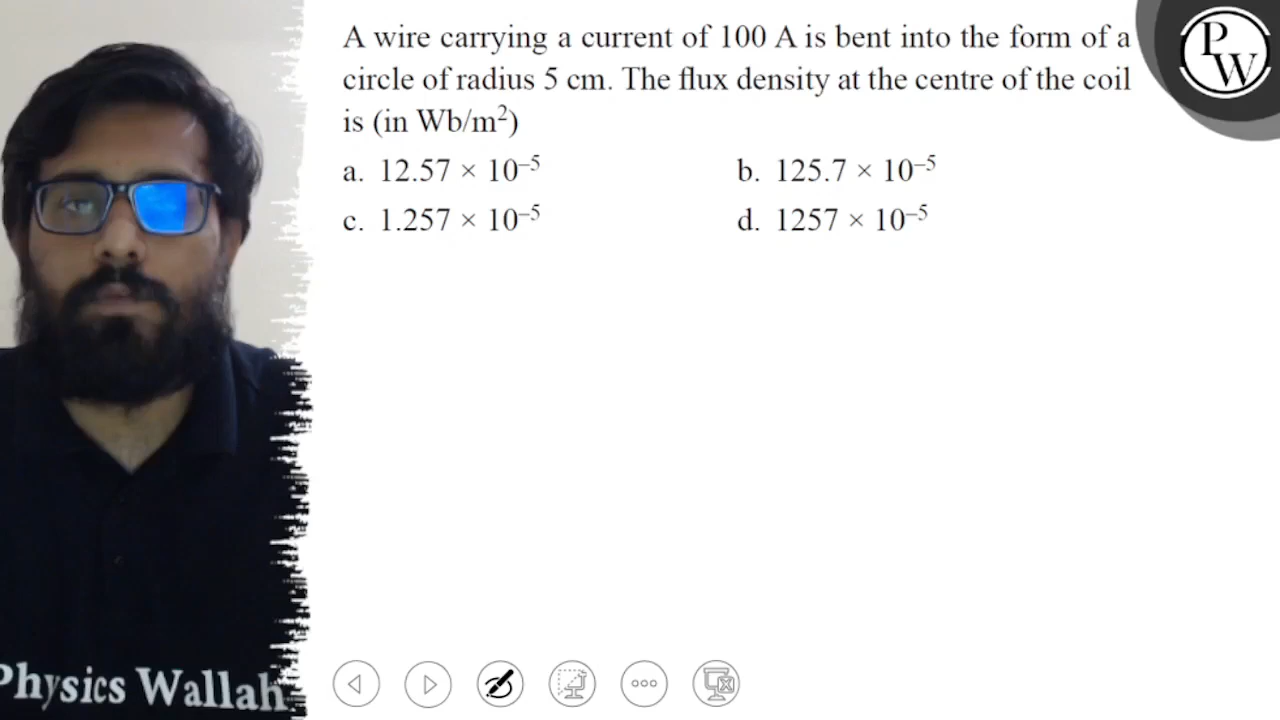 A wire carrying a current of 100 A is bent into the form of a
circle of radius 5 cm. The flux density at the centre of the coil
is (in Wb/m²)
a. 12.57 × 10⁻⁵ b. 125.7 × 10⁻⁵
c. 1.257 × 10⁻⁵ d. 1257 × 10⁻⁵
P
W
Physics Wallah